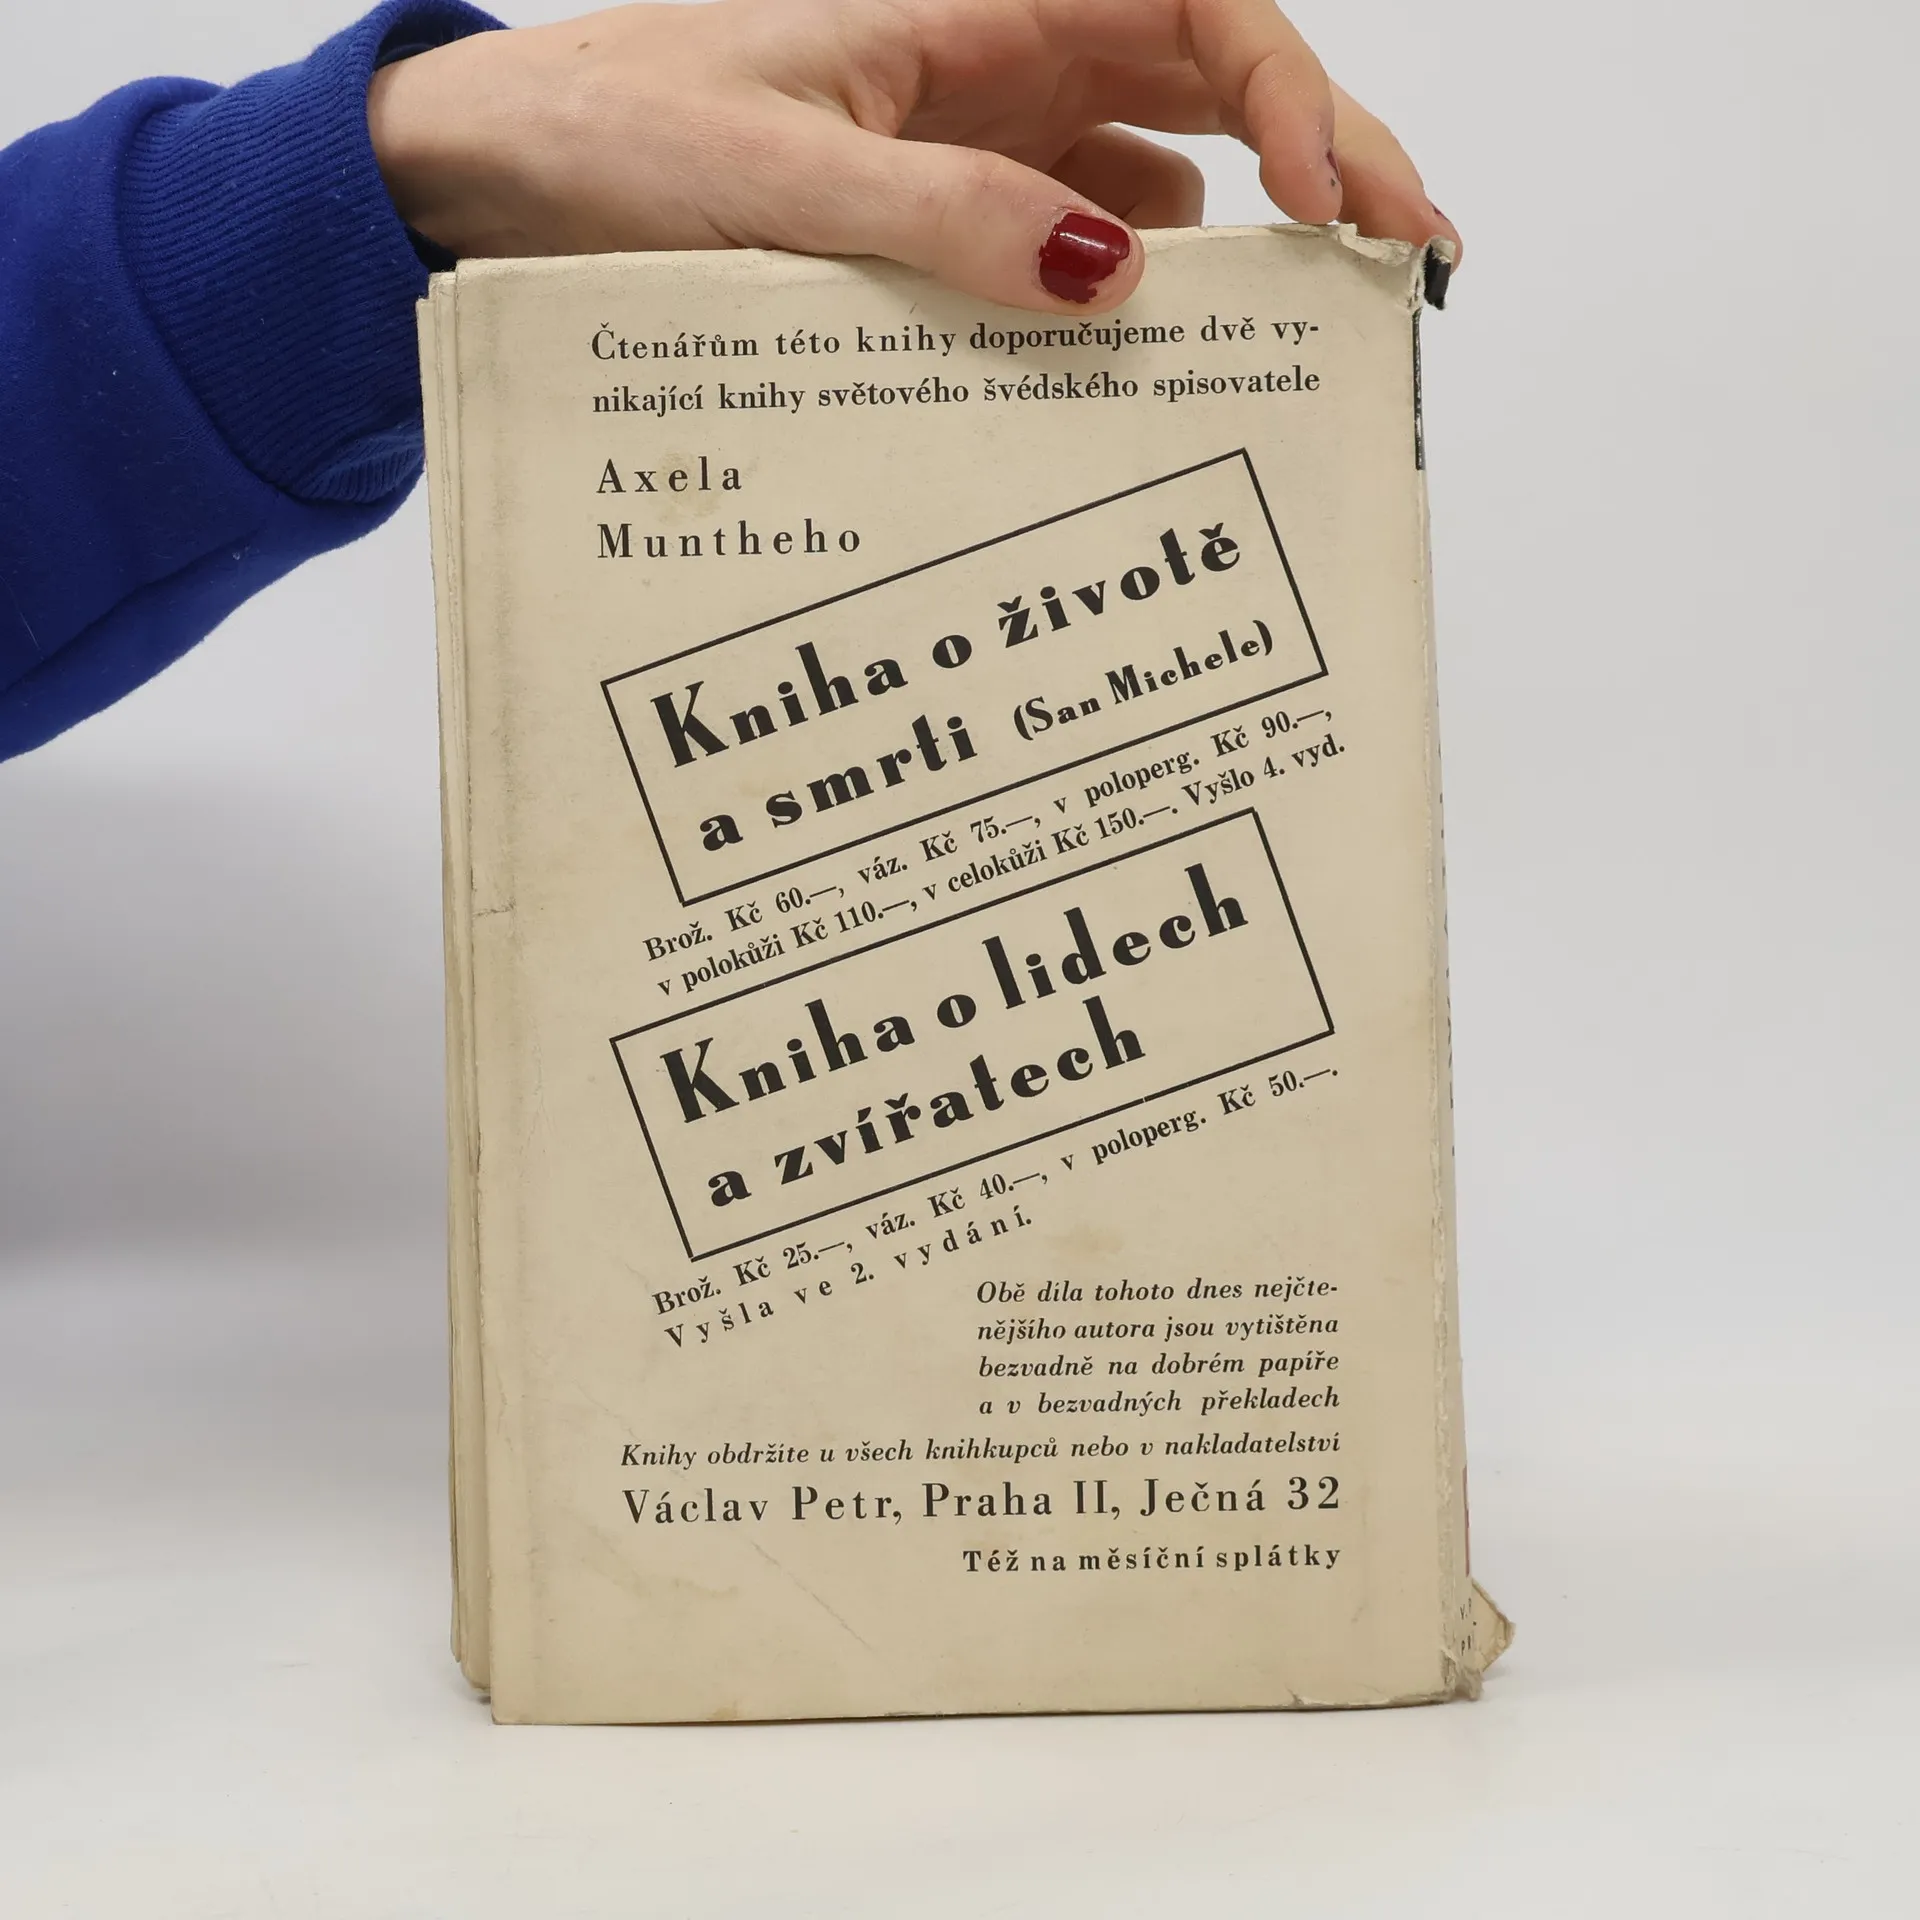 Čtenářům této knihy doporučujeme dvě vy-
nikající knihy světového švédského spisovatele
Axela
Muntheho
Kniha o životě
a smrti (San Michele)
Brož. Kč 60.—, váz. Kč 75.—, v poloperg. Kč 90.—,
v polokůži Kč 110.—, v celokůži Kč 150.—. Vyšlo 4. vyd.
Kniha o lidech
a zvířatech
Brož. Kč 25.—, váz. Kč 40.—, v poloperg. Kč 50.—.
Vyšla ve 2. vydání.
Obě díla tohoto dnes nejčte-
nějšího autora jsou vytištěna
bezvadně na dobrém papíře
a v bezvadných překladech
Knihy obdržíte u všech knihkupců nebo v nakladatelství
Václav Petr, Praha II, Ječná 32
Též na měsíční splátky